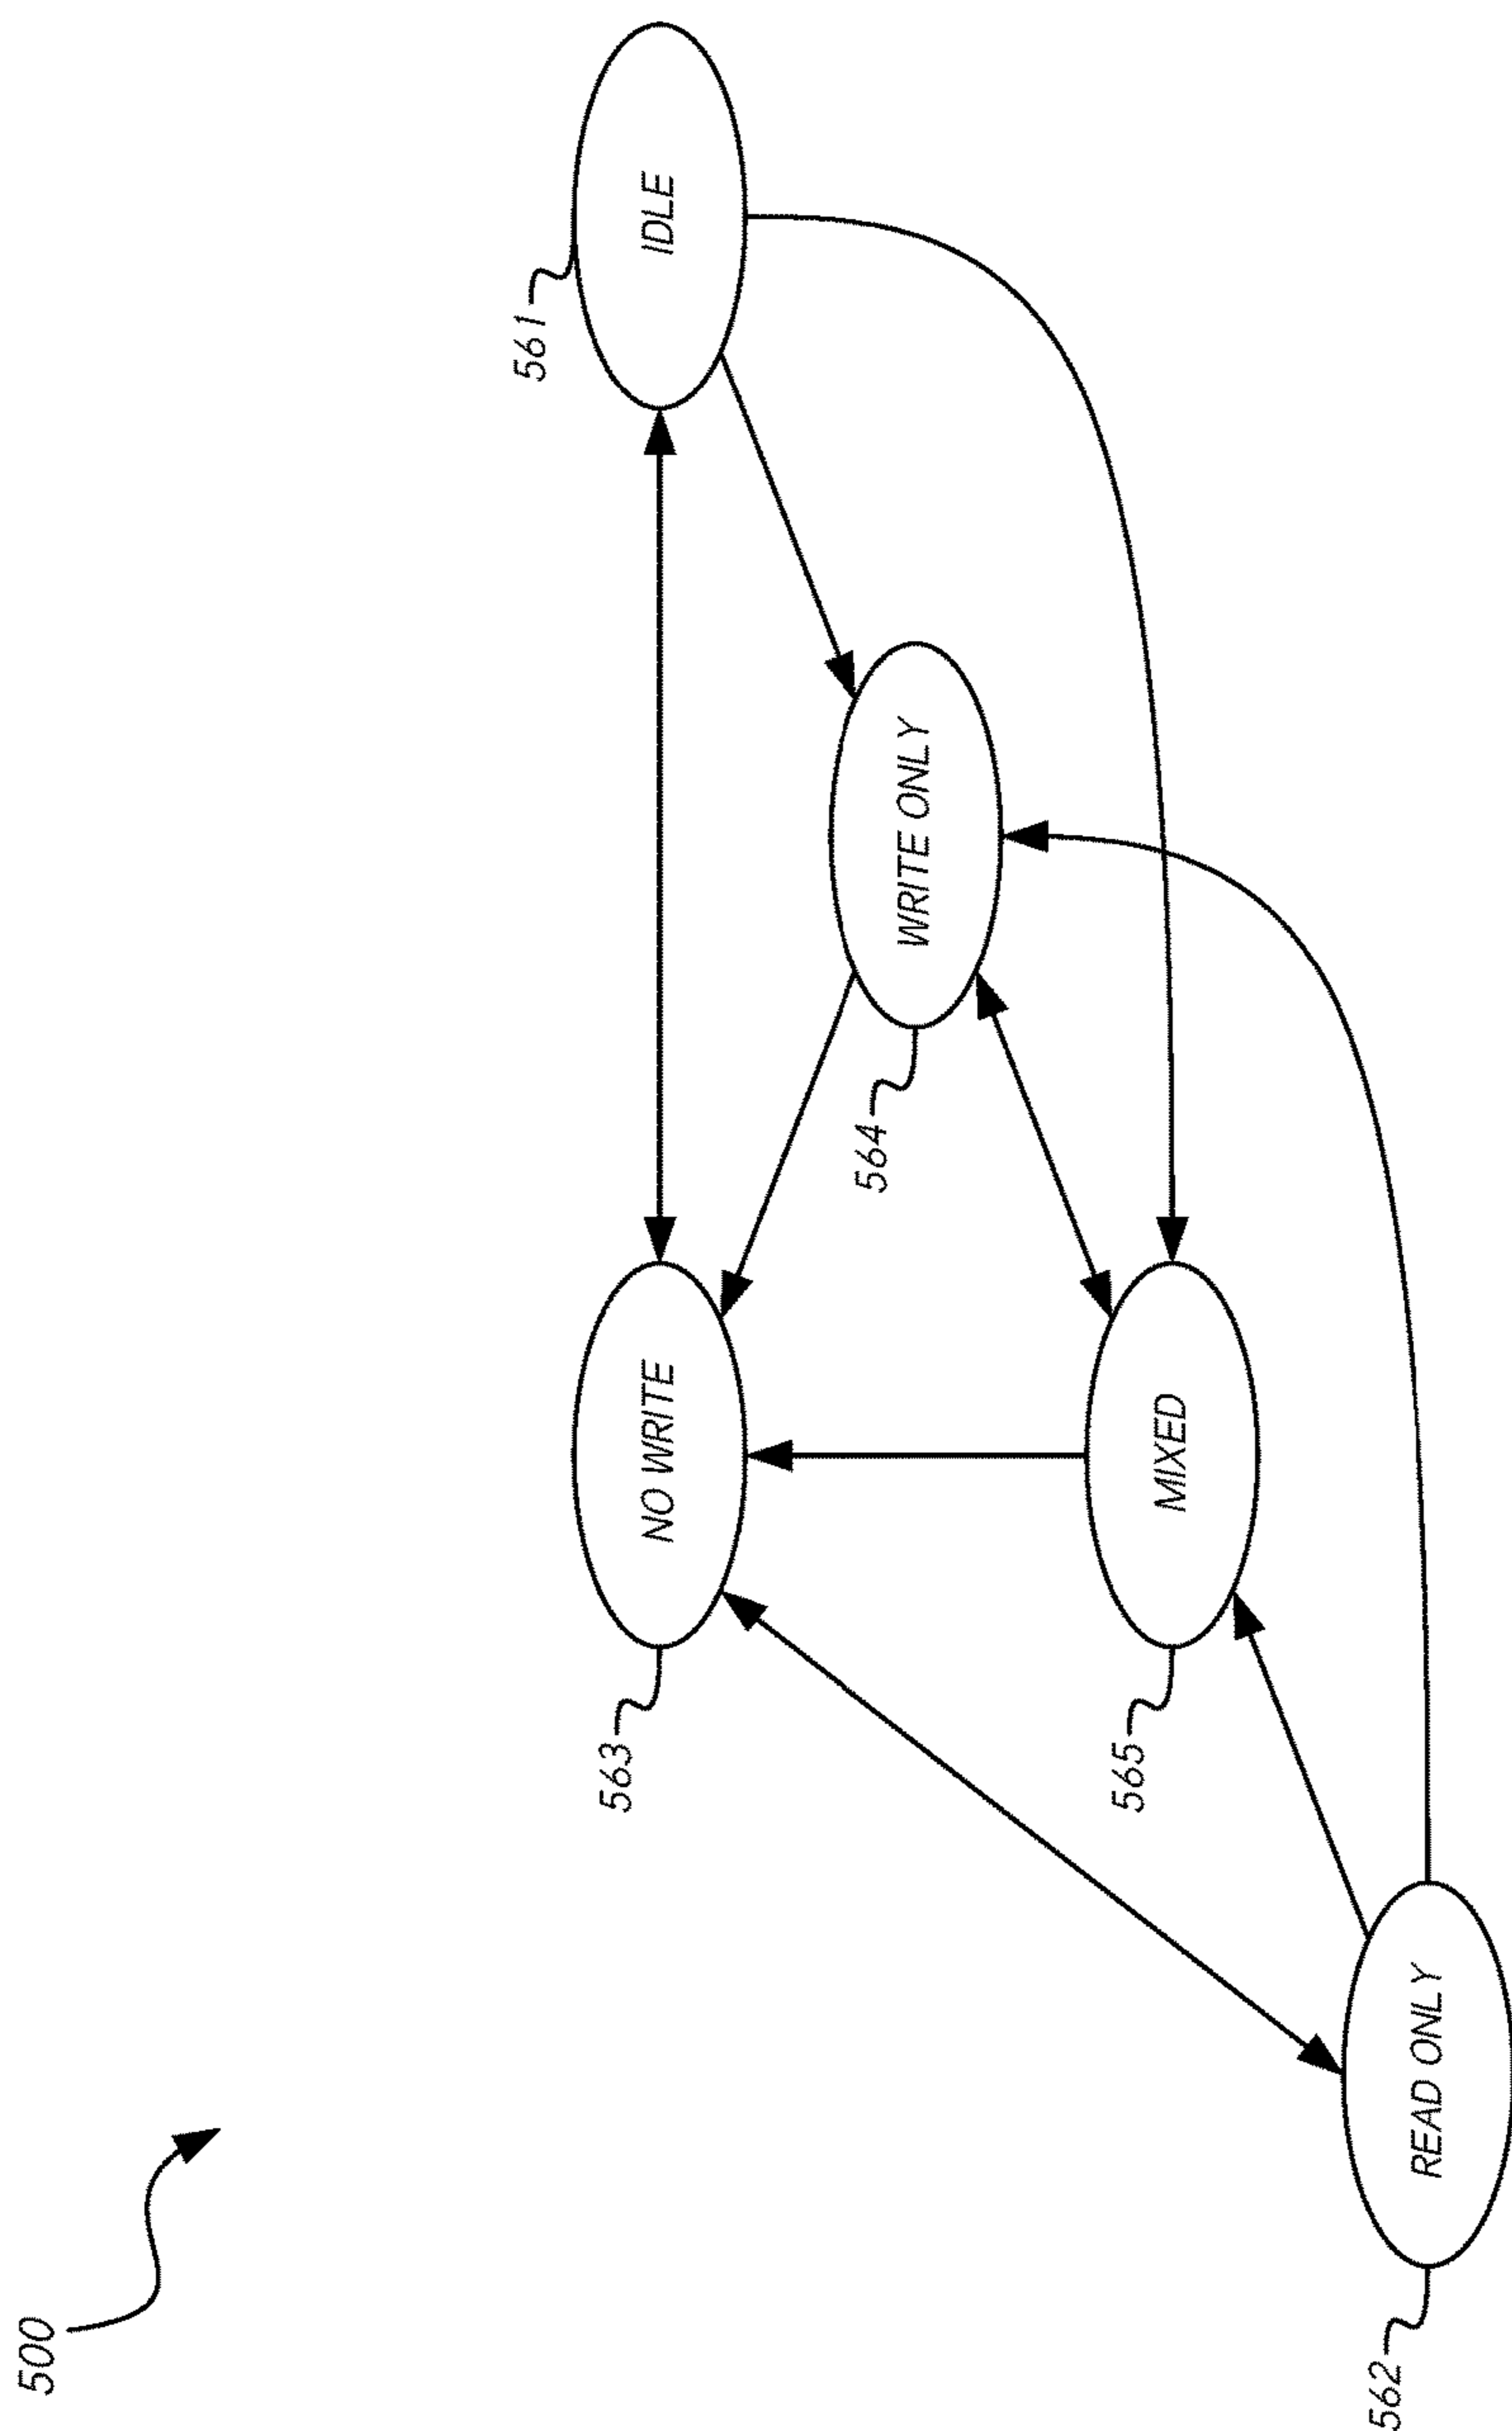 500
561
IDLE
WRITE ONLY
564
NO WRITE
563
MIXED
565
READ ONLY
562